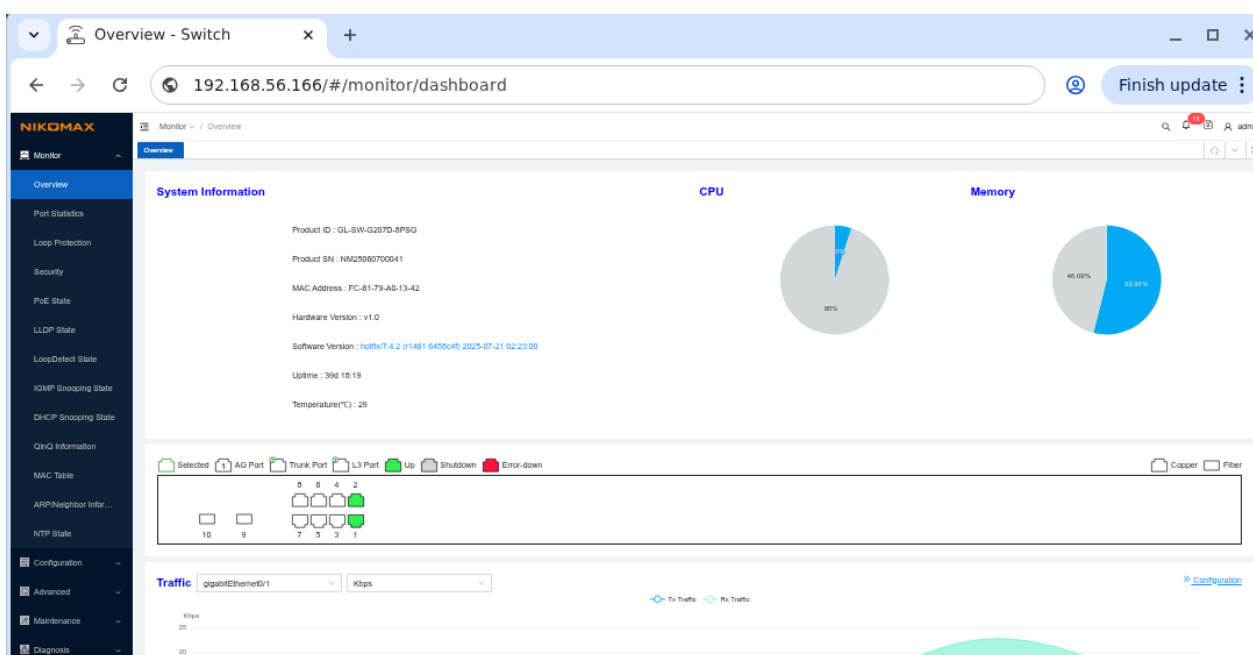 Overview - Switch
192.168.56.166/#/monitor/dashboard
Finish update
NIKOMAX
Monitor / Overview
11
adm
Monitor
Overview
Overview
Port Statistics
Loop Protection
Security
PoE State
LLDP State
LoopDetect State
IGMP Snooping State
DHCP Snooping State
QinQ Information
MAC Table
ARP/Neighbor Infor...
NTP State
Configuration
Advanced
Maintenance
Diagnosis
System Information
Product ID : GL-SW-G207D-8PSG
Product SN : NM25060700041
MAC Address : FC-61-79-A0-13-42
Hardware Version : v1.0
Software Version : hotfix/7.4.2 (r1461 6458c4f) 2025-07-21 02:23:00
Uptime : 39d 18:19
Temperature(℃) : 29
CPU
5%
95%
Memory
46.09%
53.91%
Selected 1 AG Port Trunk Port L3 Port Up Shutdown Error-down
Copper Fiber
8 6 4 2
10 9 7 5 3 1
Traffic gigabitEthernet0/1 Kbps
Configuration
Tx Traffic Rx Traffic
Kbps
25
20